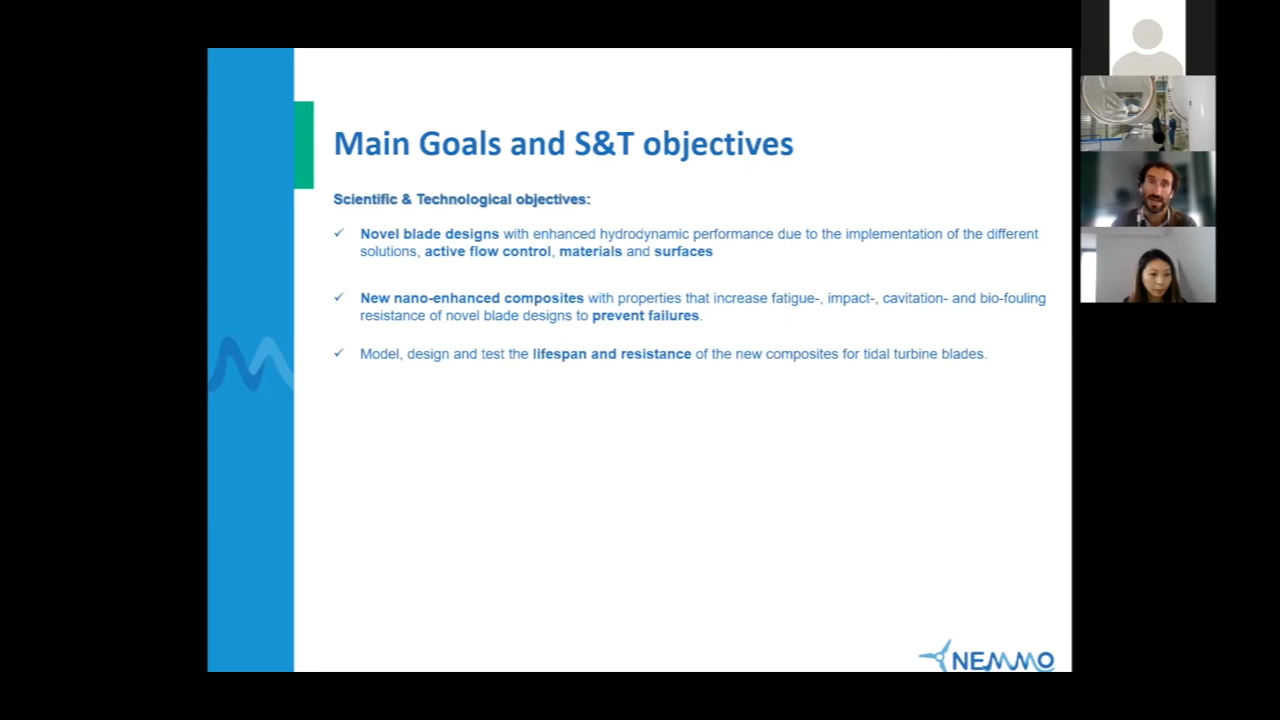 Main Goals and S&T objectives
Scientific & Technological objectives:
✓ Novel blade designs with enhanced hydrodynamic performance due to the implementation of the different
solutions, active flow control, materials and surfaces
✓ New nano-enhanced composites with properties that increase fatigue-, impact-, cavitation- and bio-fouling
resistance of novel blade designs to prevent failures.
✓ Model, design and test the lifespan and resistance of the new composites for tidal turbine blades.
NEMMO